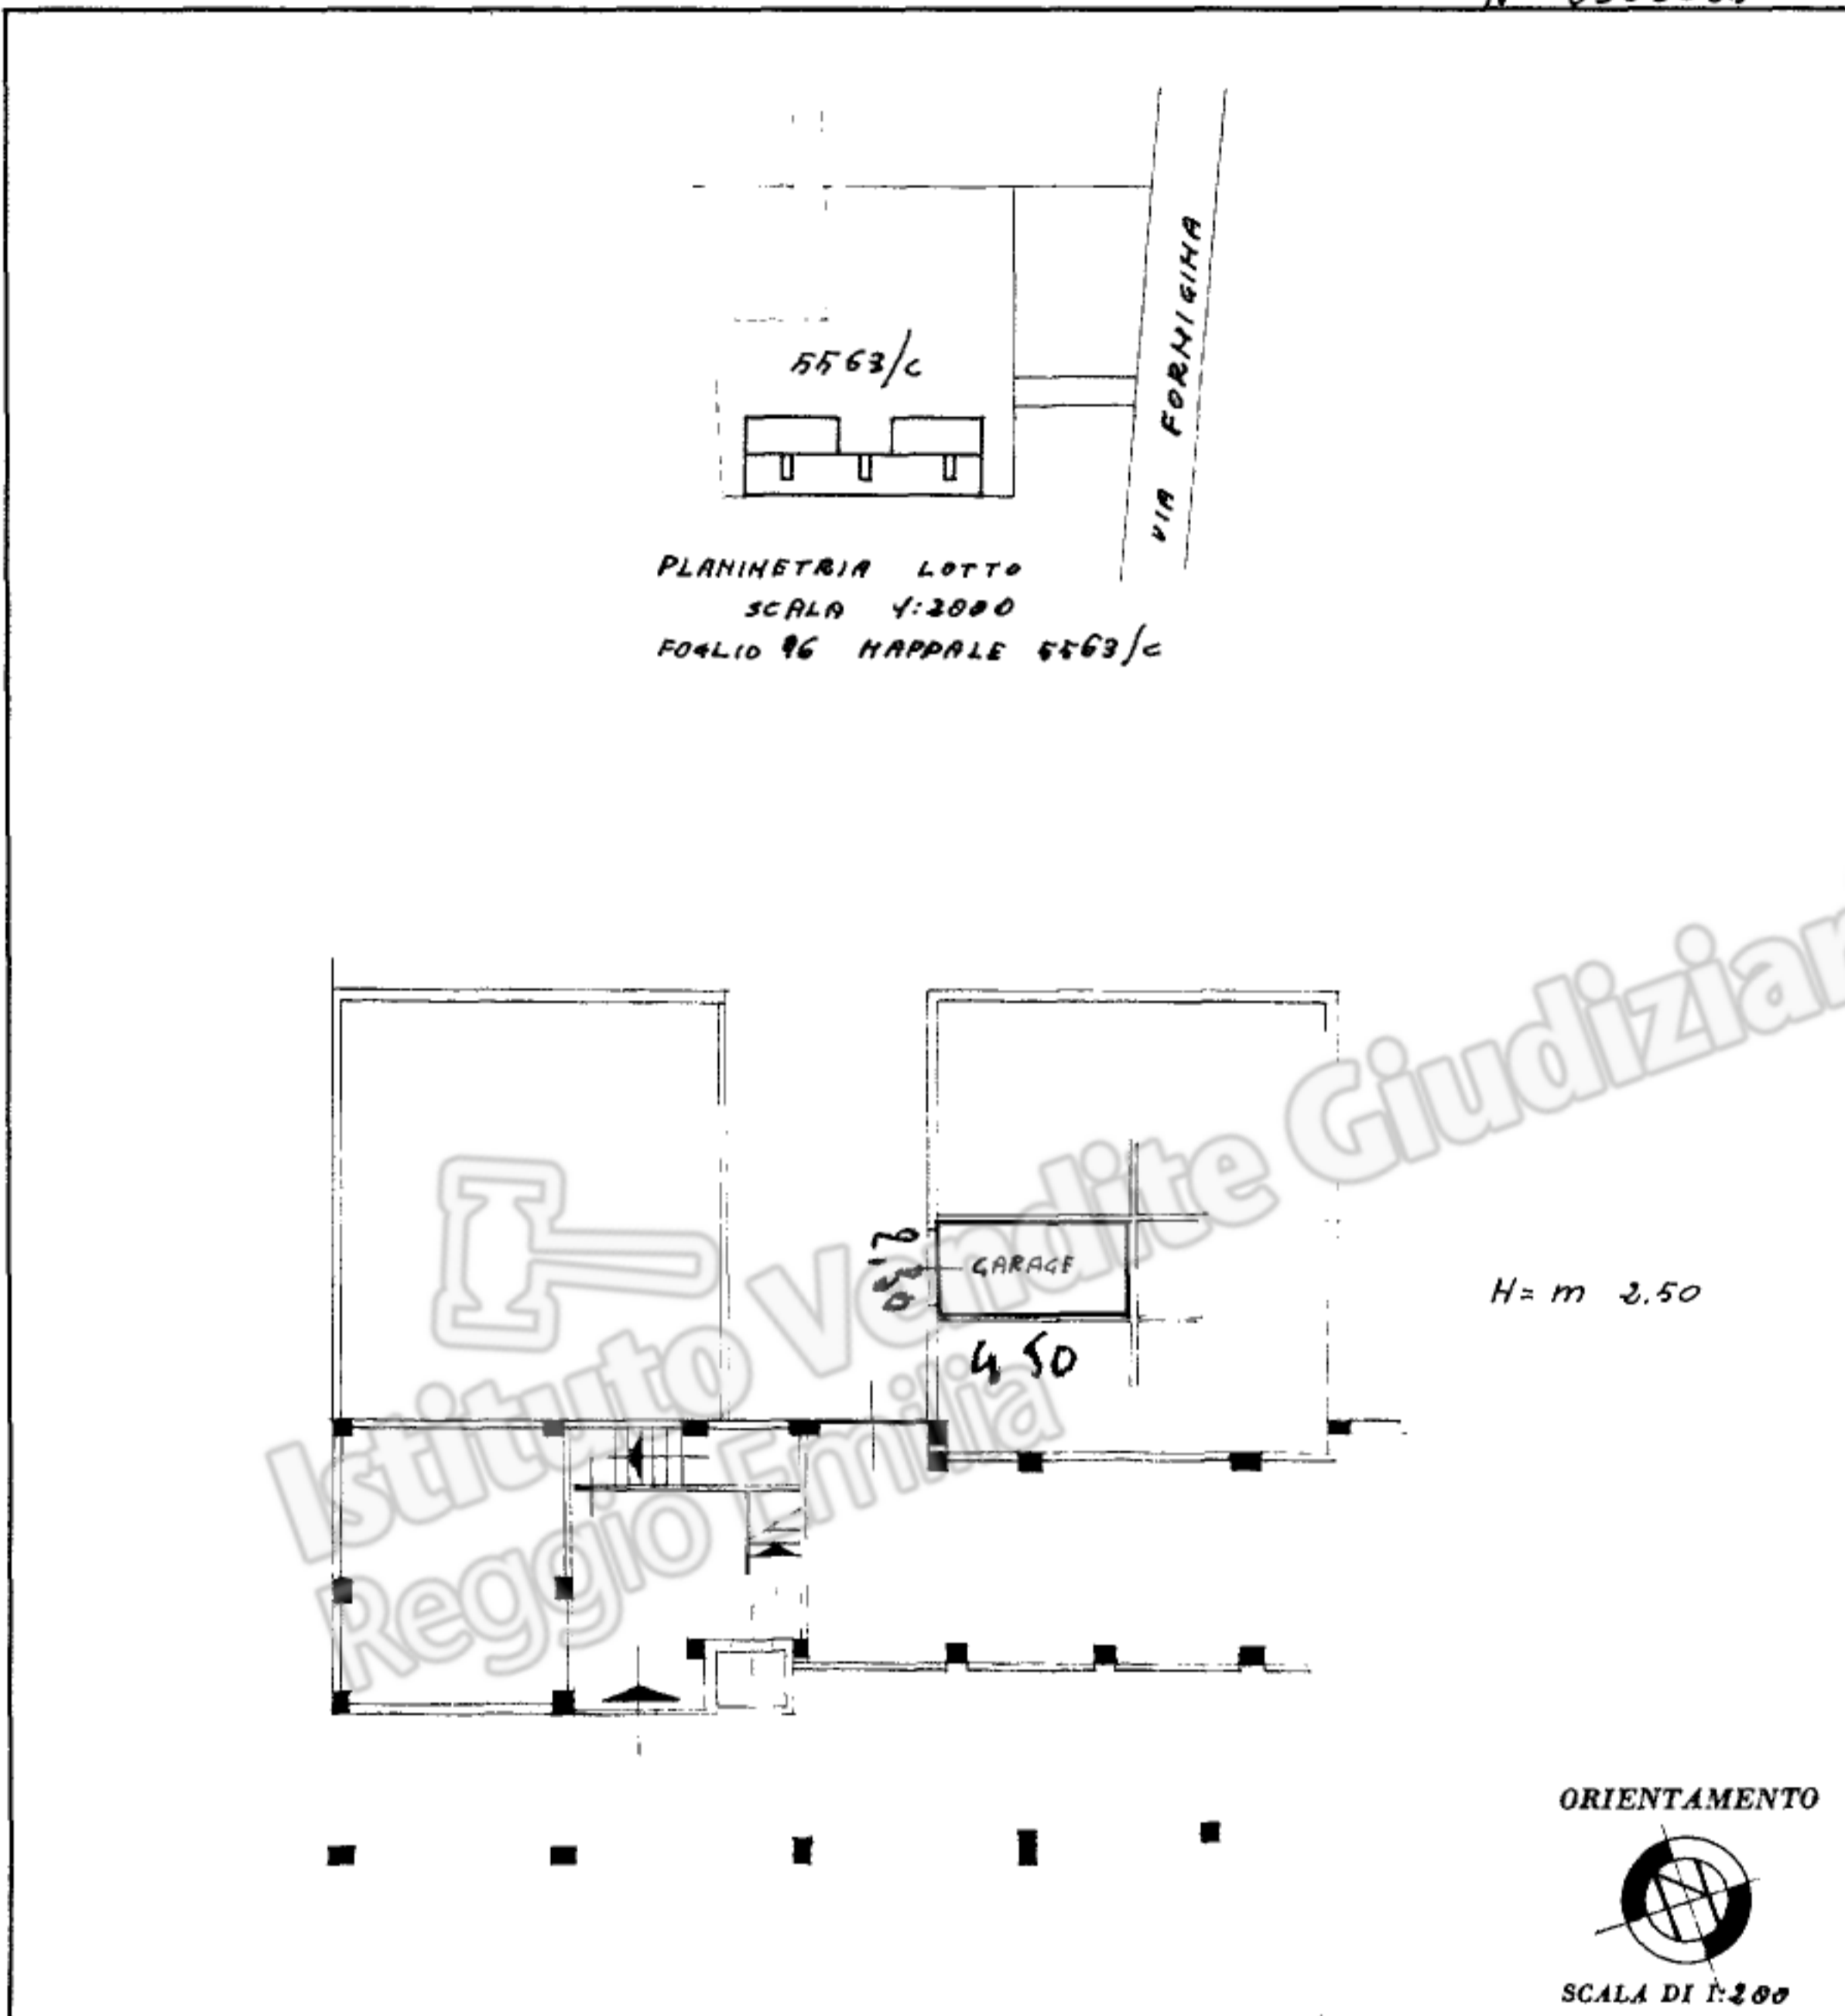 5563/c
VIA FORMIGINA
PLANIMETRIA LOTTO
SCALA 1:2000
FOGLIO 96 MAPPALE 5563/c
GARAGE
4 50
H= m 2.50
Istituto Vendite Giudiziar
Reggio Emilia
ORIENTAMENTO
N
SCALA DI 1:200